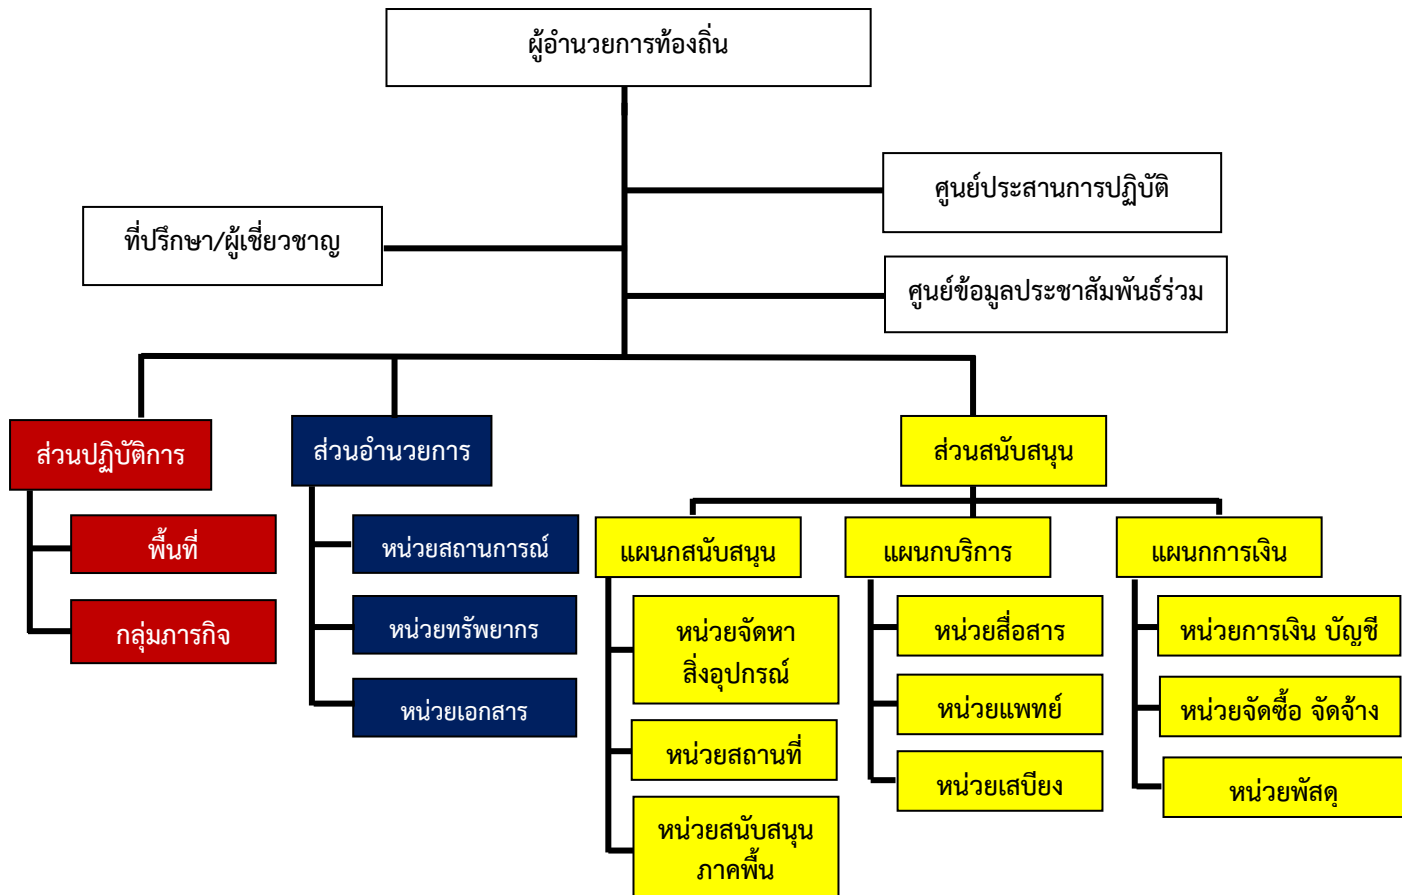 ผู้อำนวยการท้องถิ่น
ศูนย์ประสานการปฏิบัติ
ที่ปรึกษา/ผู้เชี่ยวชาญ
ศูนย์ข้อมูลประชาสัมพันธ์ร่วม
ส่วนปฏิบัติการ
พื้นที่
กลุ่มภารกิจ
ส่วนอำนวยการ
หน่วยสถานการณ์
หน่วยทรัพยากร
หน่วยเอกสาร
ส่วนสนับสนุน
แผนกสนับสนุน
หน่วยจัดหา
สิ่งอุปกรณ์
หน่วยสถานที่
หน่วยสนับสนุน
ภาคพื้น
แผนกบริการ
หน่วยสื่อสาร
หน่วยแพทย์
หน่วยเสบียง
แผนกการเงิน
หน่วยการเงิน บัญชี
หน่วยจัดซื้อ จัดจ้าง
หน่วยพัสดุ